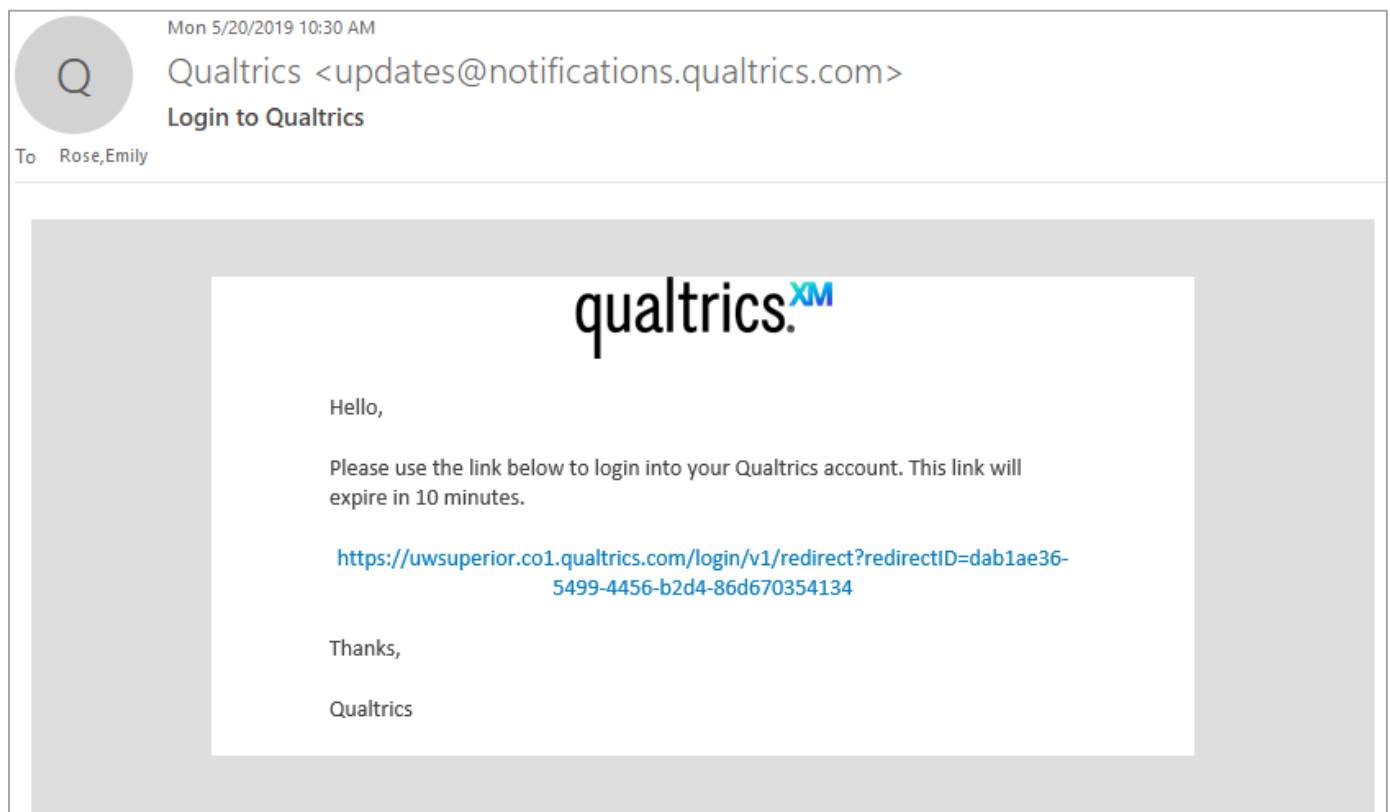 Mon 5/20/2019 10:30 AM
Q
Qualtrics <updates@notifications.qualtrics.com>
Login to Qualtrics
To Rose,Emily
qualtrics.XM
Hello,
Please use the link below to login into your Qualtrics account. This link will
expire in 10 minutes.
https://uwsuperior.co1.qualtrics.com/login/v1/redirect?redirectID=dab1ae36-
5499-4456-b2d4-86d670354134
Thanks,
Qualtrics